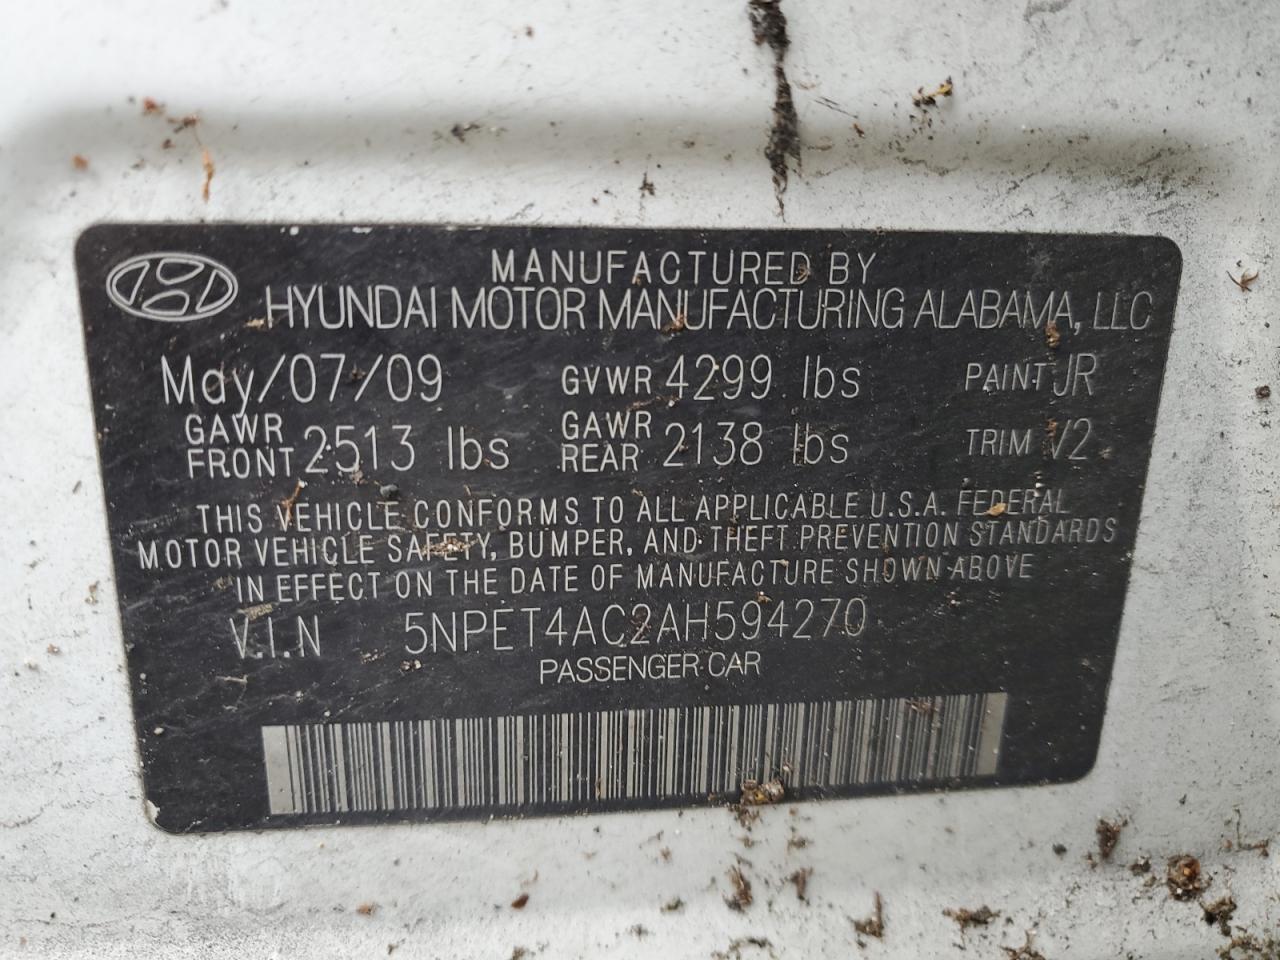 MANUFACTURED BY
HYUNDAI MOTOR MANUFACTURING ALABAMA, LLC
May/07/09 GVWR 4299 lbs PAINT JR
GAWR FRONT 2513 lbs GAWR REAR 2138 lbs TRIM V2
THIS VEHICLE CONFORMS TO ALL APPLICABLE U.S.A. FEDERAL
MOTOR VEHICLE SAFETY, BUMPER, AND THEFT PREVENTION STANDARDS
IN EFFECT ON THE DATE OF MANUFACTURE SHOWN ABOVE
V.I.N 5NPET4AC2AH594270
PASSENGER CAR